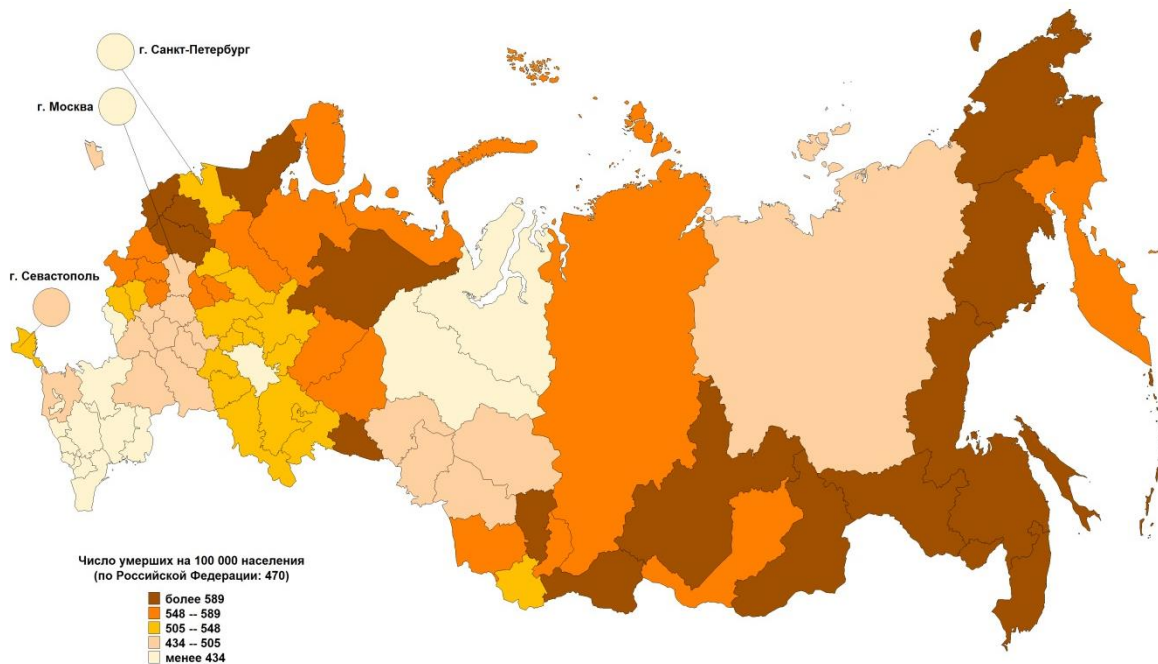 г. Санкт-Петербург
г. Москва
г. Севастополь
Число умерших на 100 000 населения
(по Российской Федерации: 470)
более 589
548 -- 589
505 -- 548
434 -- 505
менее 434